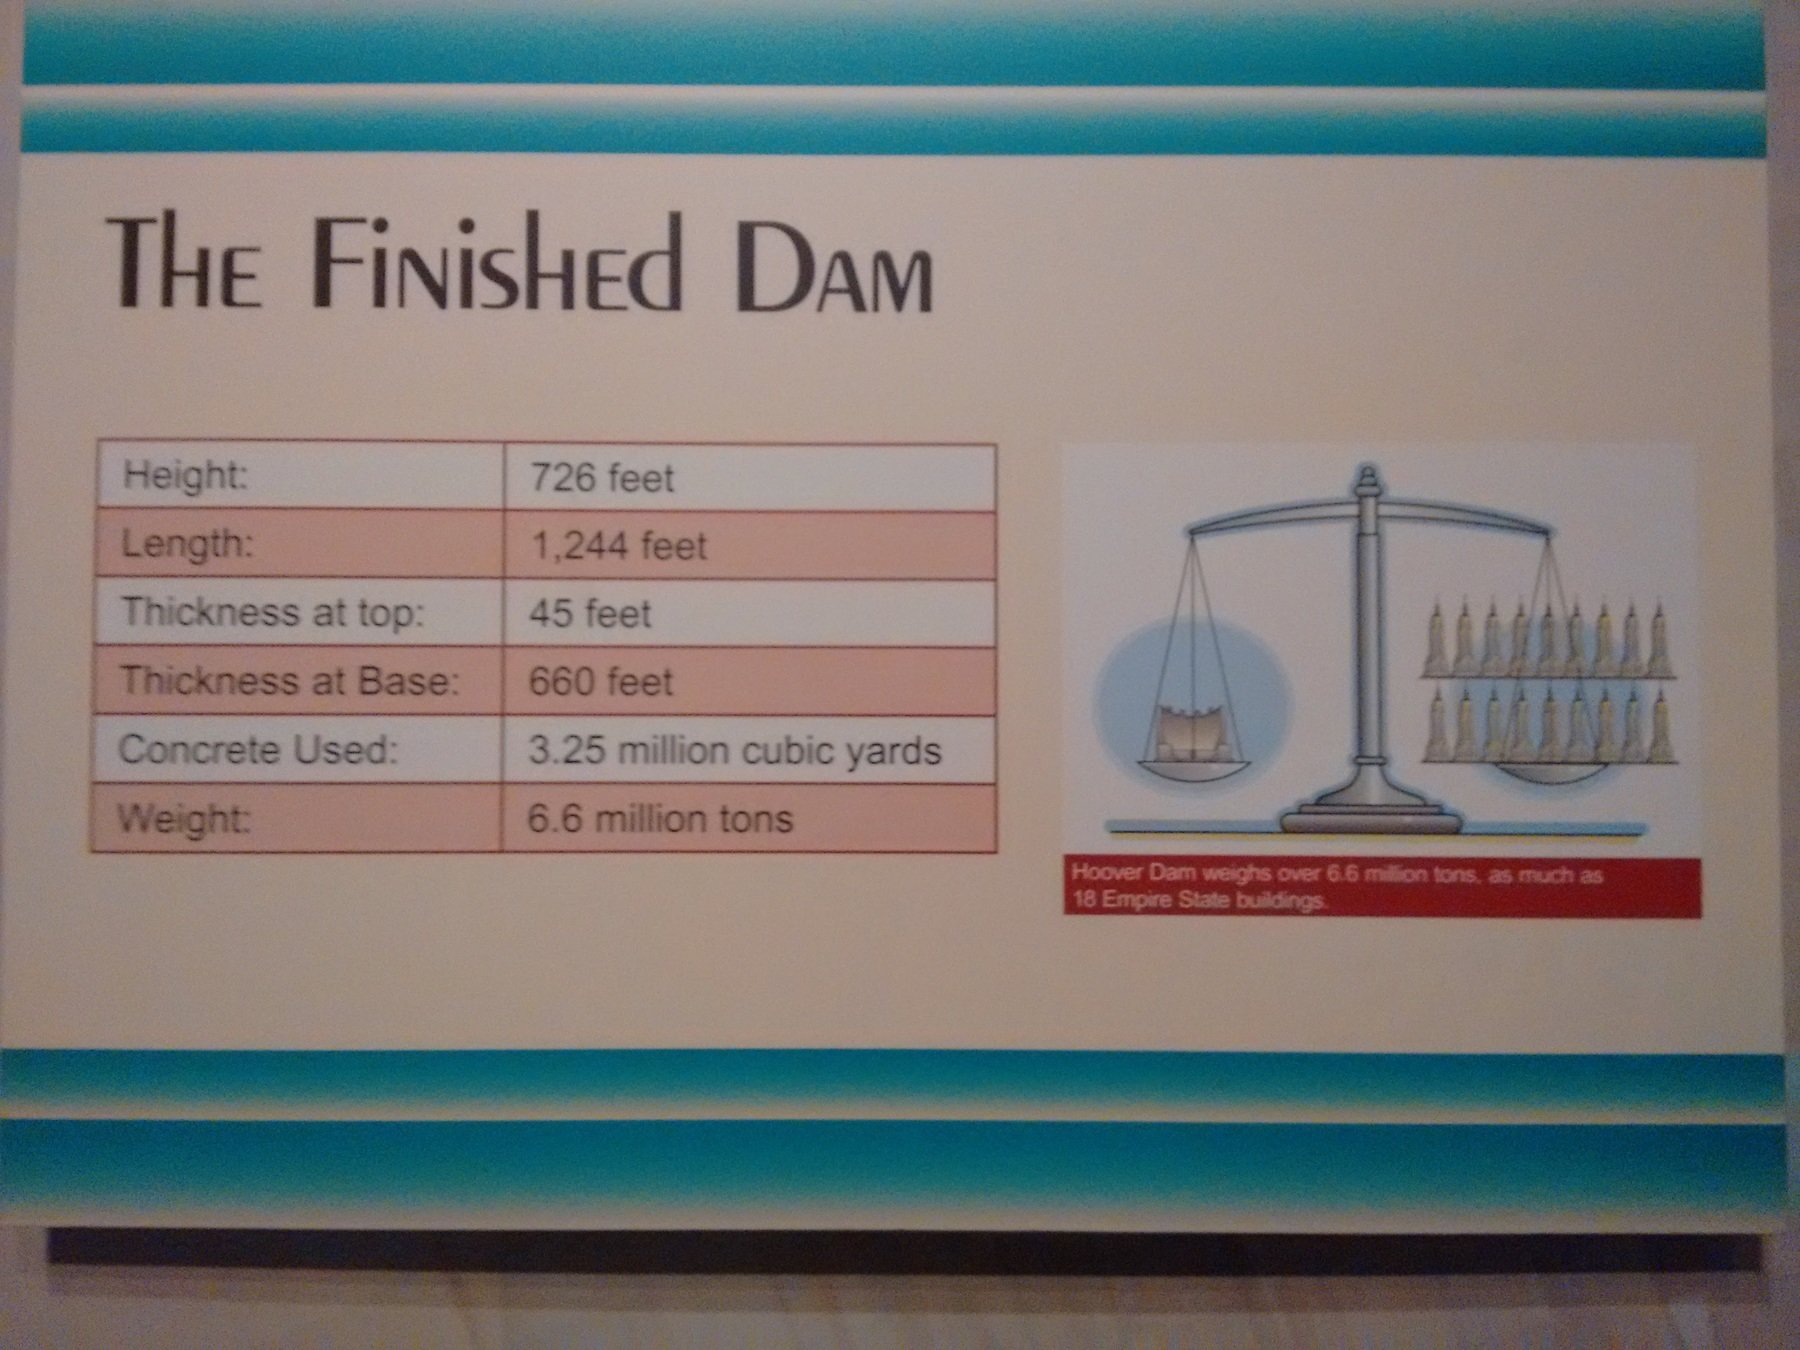 The Finished Dam
Height: 726 feet
Length: 1,244 feet
Thickness at top: 45 feet
Thickness at Base: 660 feet
Concrete Used: 3.25 million cubic yards
Weight: 6.6 million tons
Hoover Dam weighs over 6.6 million tons, as much as
18 Empire State buildings.